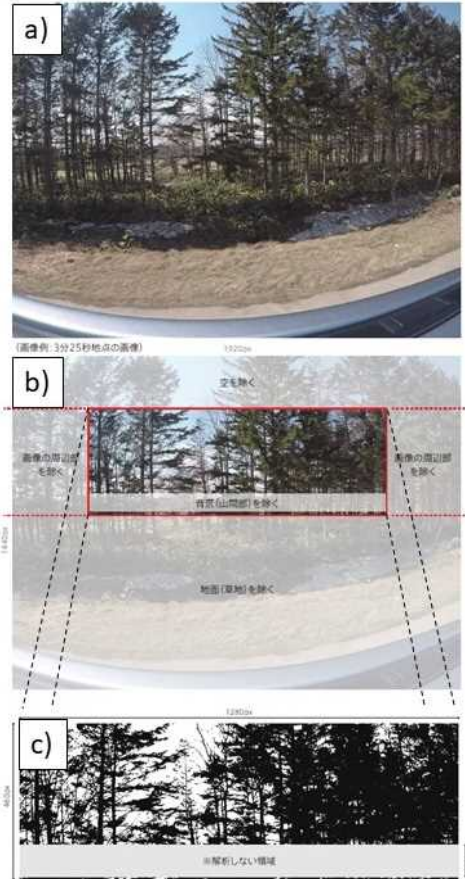 a)
(画像例:3分25秒地点の画像)
1920px
b)
空を除く
画像の周辺部
を除く
画像の周辺部
を除く
背景(山間部)を除く
1440px
地面(草地)を除く
1280px
c)
460px
※解析しない領域